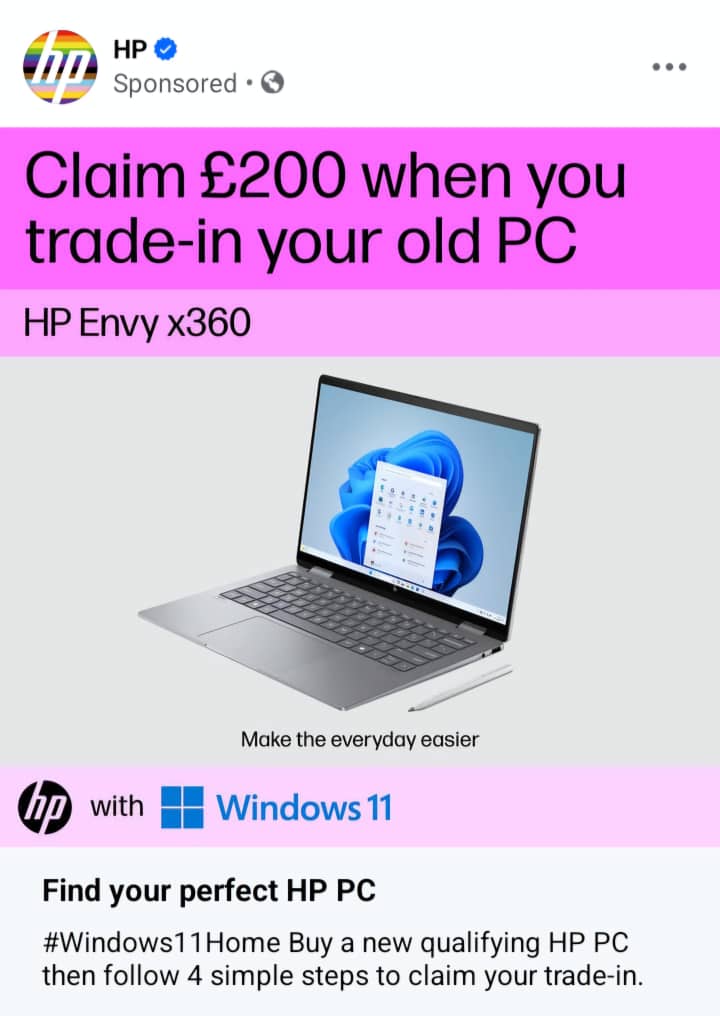 hp
HP
Sponsored ·
Claim £200 when you
trade-in your old PC
HP Envy x360
Make the everyday easier
hp with Windows 11
Find your perfect HP PC
#Windows11Home Buy a new qualifying HP PC
then follow 4 simple steps to claim your trade-in.